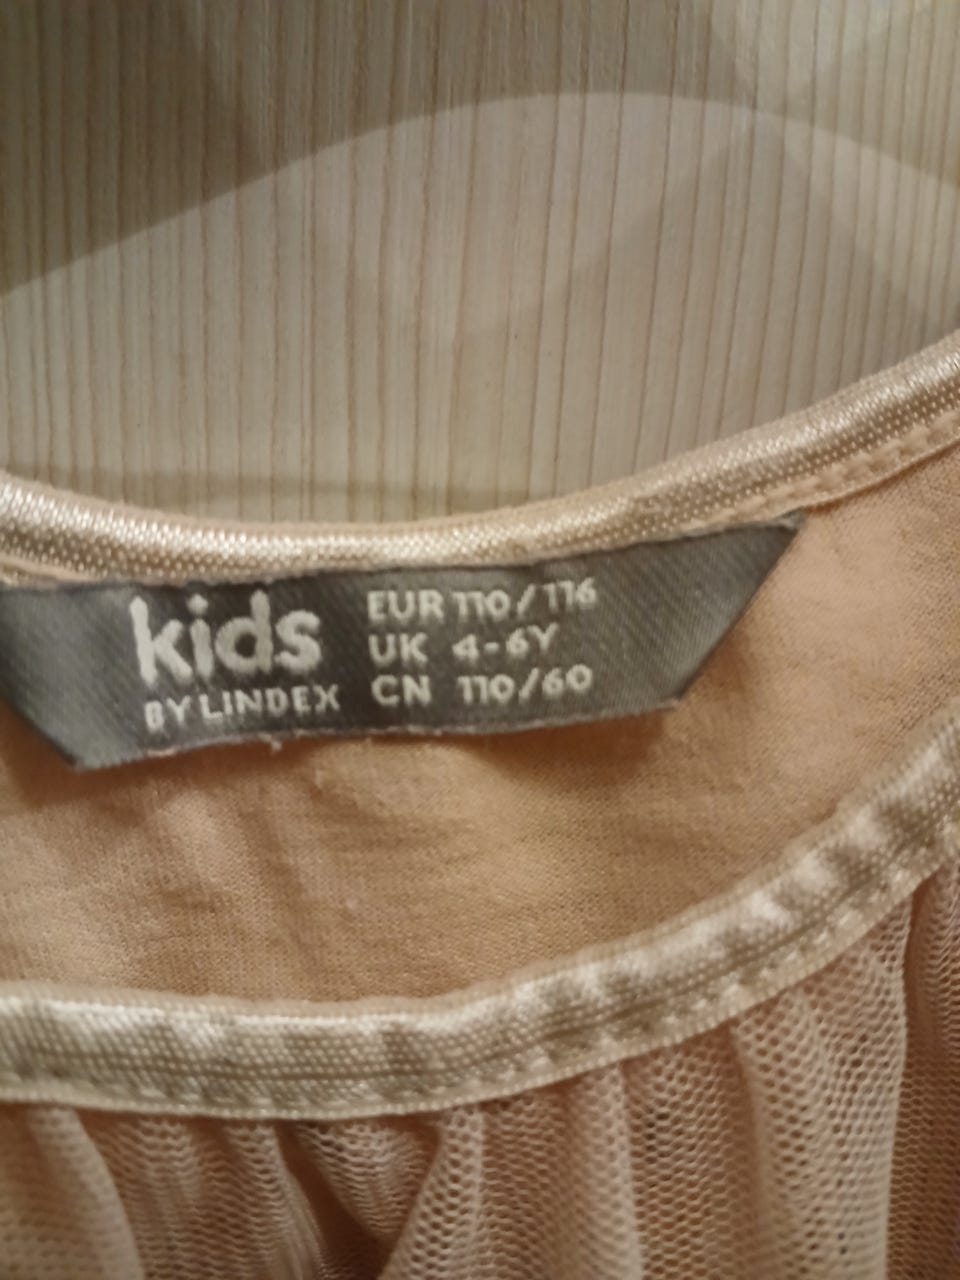 kids
BY LINDEX
EUR 110/116
UK 4-6Y
CN 110/60